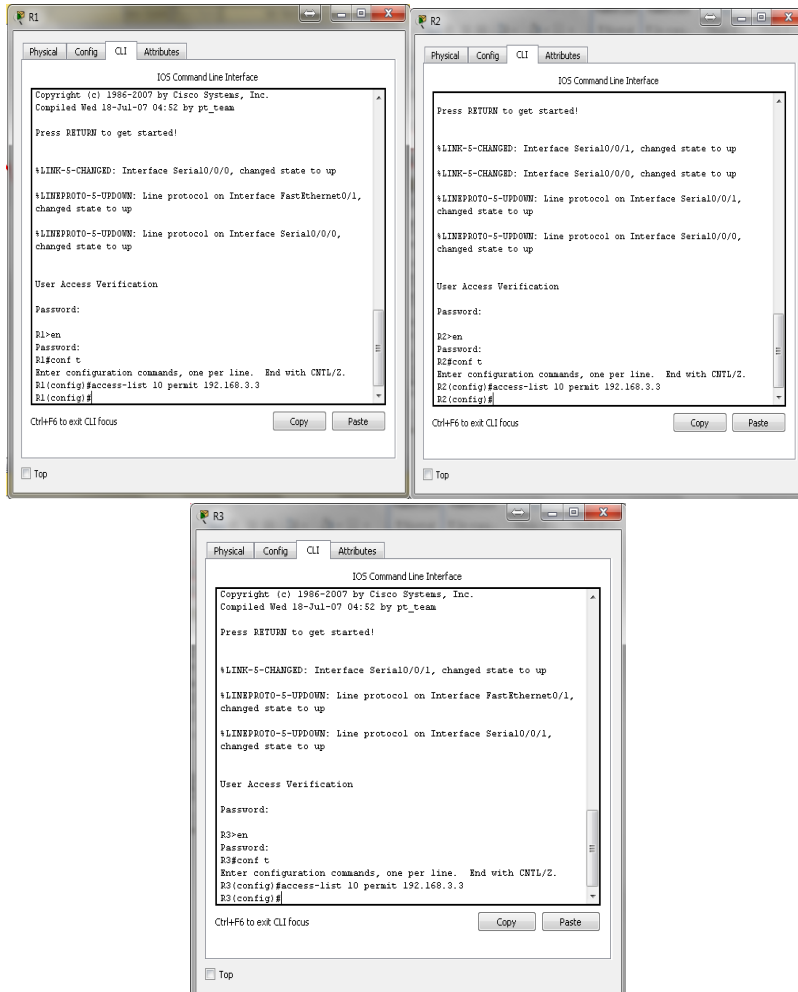 R1
Physical Config CLI Attributes
IOS Command Line Interface
Copyright (c) 1986-2007 by Cisco Systems, Inc.
Compiled Wed 18-Jul-07 04:52 by pt_team
Press RETURN to get started!
%LINK-5-CHANGED: Interface Serial0/0/0, changed state to up
%LINEPROTO-5-UPDOWN: Line protocol on Interface FastEthernet0/1,
changed state to up
%LINEPROTO-5-UPDOWN: Line protocol on Interface Serial0/0/0,
changed state to up
User Access Verification
Password:
R1>en
Password:
R1#conf t
Enter configuration commands, one per line.  End with CNTL/Z.
R1(config)#access-list 10 permit 192.168.3.3
R1(config)#
Ctrl+F6 to exit CLI focus
Copy Paste
Top
R2
Physical Config CLI Attributes
IOS Command Line Interface
Press RETURN to get started!
%LINK-5-CHANGED: Interface Serial0/0/1, changed state to up
%LINK-5-CHANGED: Interface Serial0/0/0, changed state to up
%LINEPROTO-5-UPDOWN: Line protocol on Interface Serial0/0/1,
changed state to up
%LINEPROTO-5-UPDOWN: Line protocol on Interface Serial0/0/0,
changed state to up
User Access Verification
Password:
R2>en
Password:
R2#conf t
Enter configuration commands, one per line.  End with CNTL/Z.
R2(config)#access-list 10 permit 192.168.3.3
R2(config)#
Ctrl+F6 to exit CLI focus
Copy Paste
Top
R3
Physical Config CLI Attributes
IOS Command Line Interface
Copyright (c) 1986-2007 by Cisco Systems, Inc.
Compiled Wed 18-Jul-07 04:52 by pt_team
Press RETURN to get started!
%LINK-5-CHANGED: Interface Serial0/0/1, changed state to up
%LINEPROTO-5-UPDOWN: Line protocol on Interface FastEthernet0/1,
changed state to up
%LINEPROTO-5-UPDOWN: Line protocol on Interface Serial0/0/1,
changed state to up
User Access Verification
Password:
R3>en
Password:
R3#conf t
Enter configuration commands, one per line.  End with CNTL/Z.
R3(config)#access-list 10 permit 192.168.3.3
R3(config)#
Ctrl+F6 to exit CLI focus
Copy Paste
Top